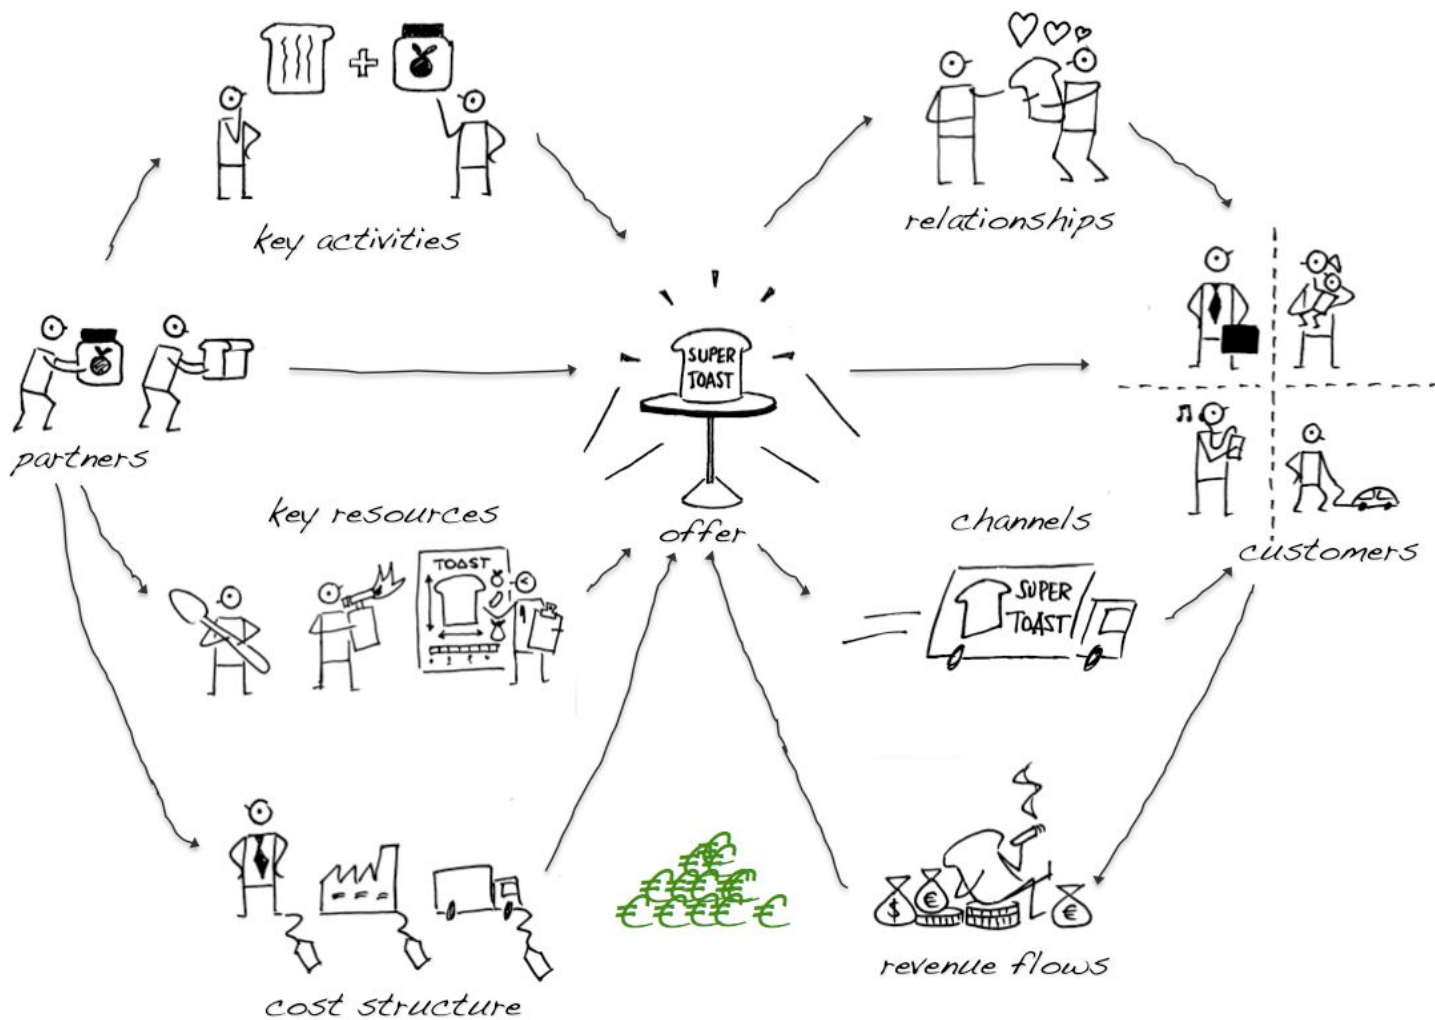 key activities
relationships
SUPER
TOAST
partners
key resources
offer
channels
customers
TOAST
SUPER
TOAST
$
€
€
€€
€€€€
€€€€ €
revenue flows
cost structure